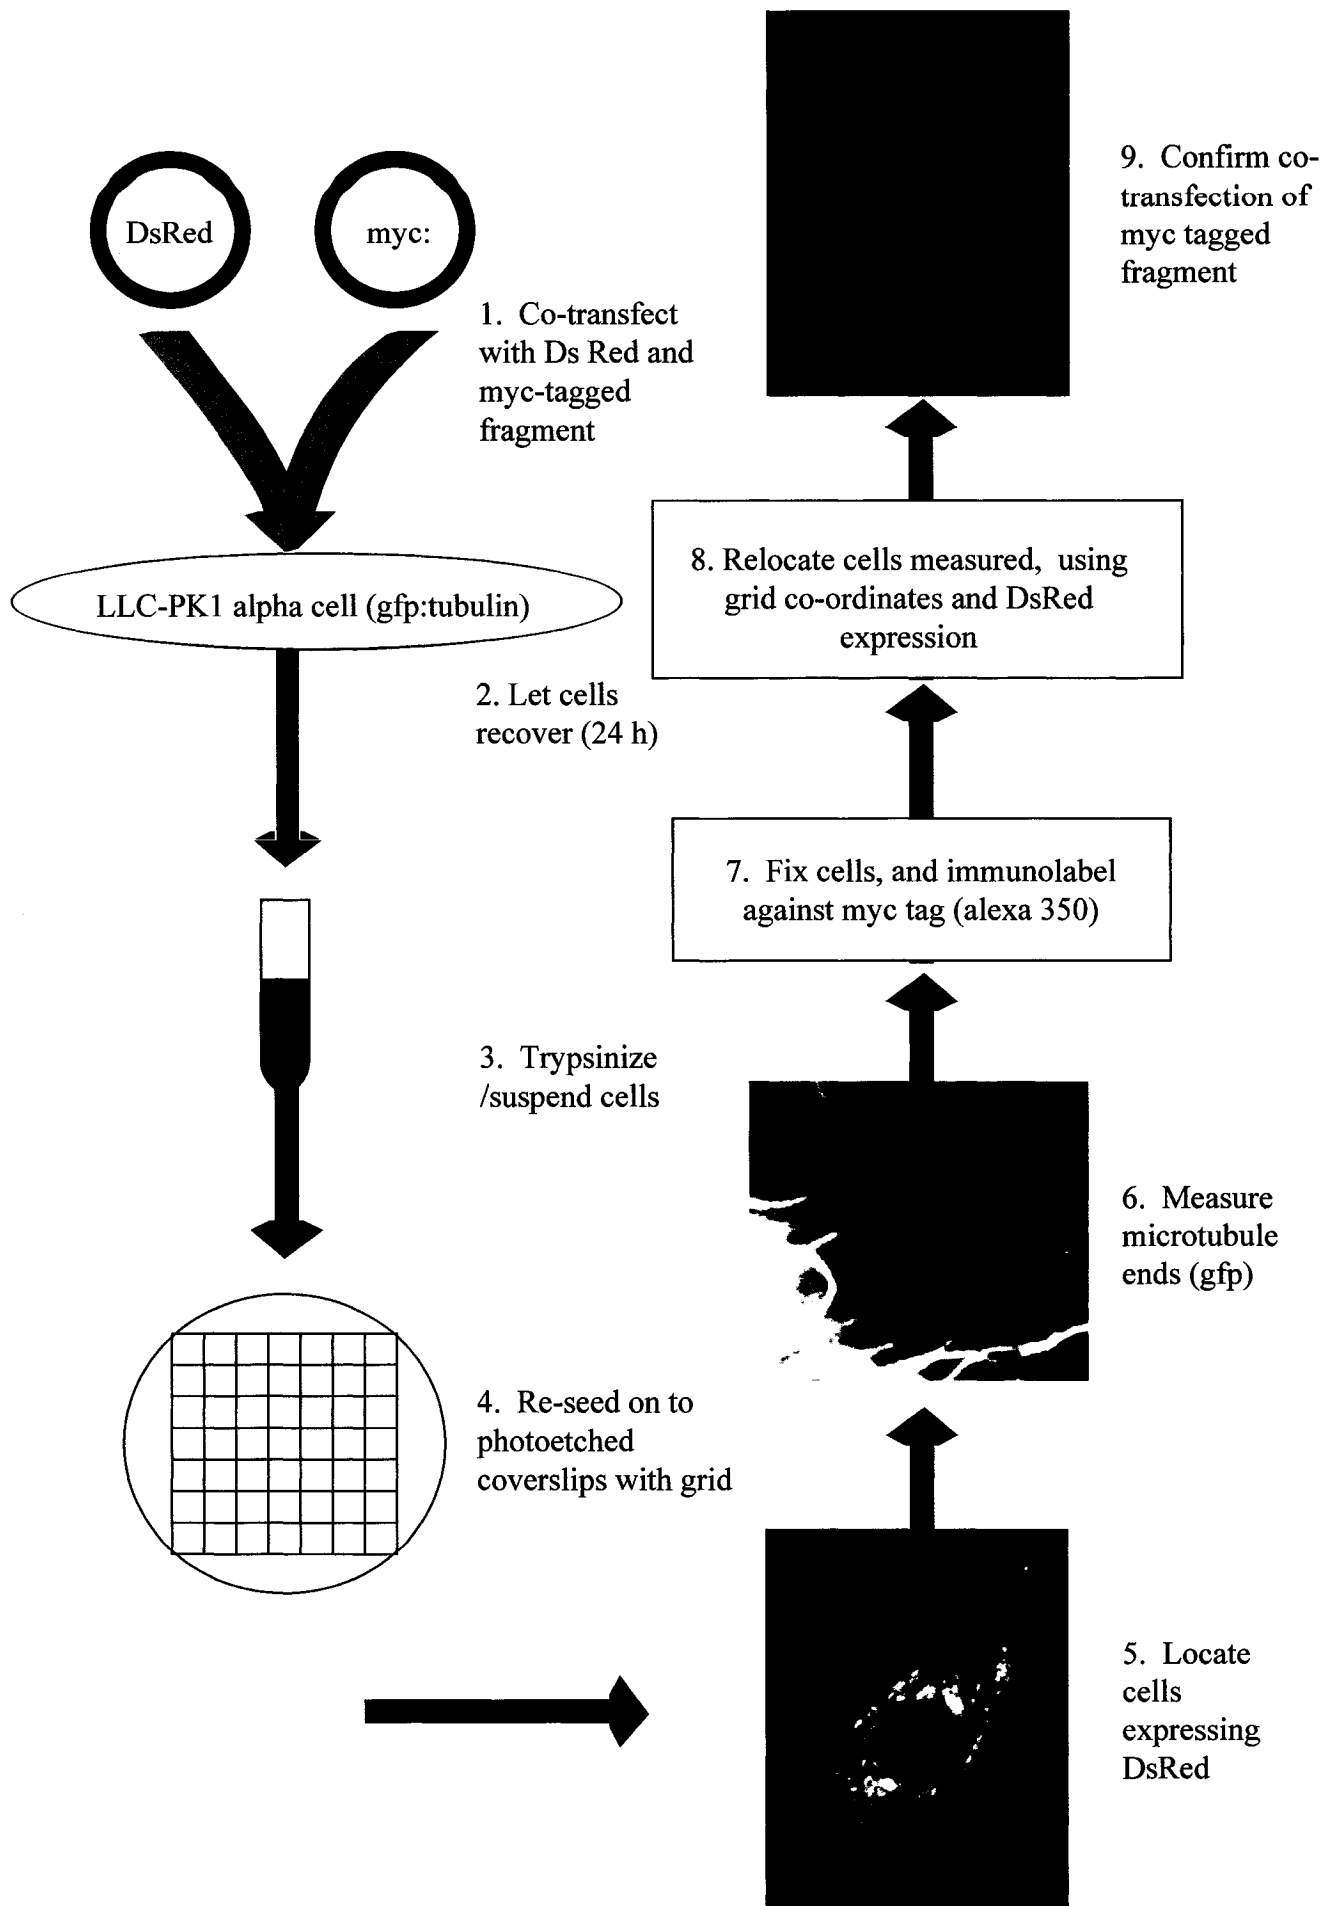 DsRed
myc:
1.  Co-transfect
with Ds Red and
myc-tagged
fragment
LLC-PK1 alpha cell (gfp:tubulin)
2. Let cells
recover (24 h)
3.  Trypsinize
/suspend cells
4.  Re-seed on to
photoetched
coverslips with grid
5.  Locate
cells
expressing
DsRed
6.  Measure
microtubule
ends (gfp)
7.  Fix cells, and immunolabel
against myc tag (alexa 350)
8. Relocate cells measured,  using
grid co-ordinates and DsRed
expression
9.  Confirm co-
transfection of
myc tagged
fragment